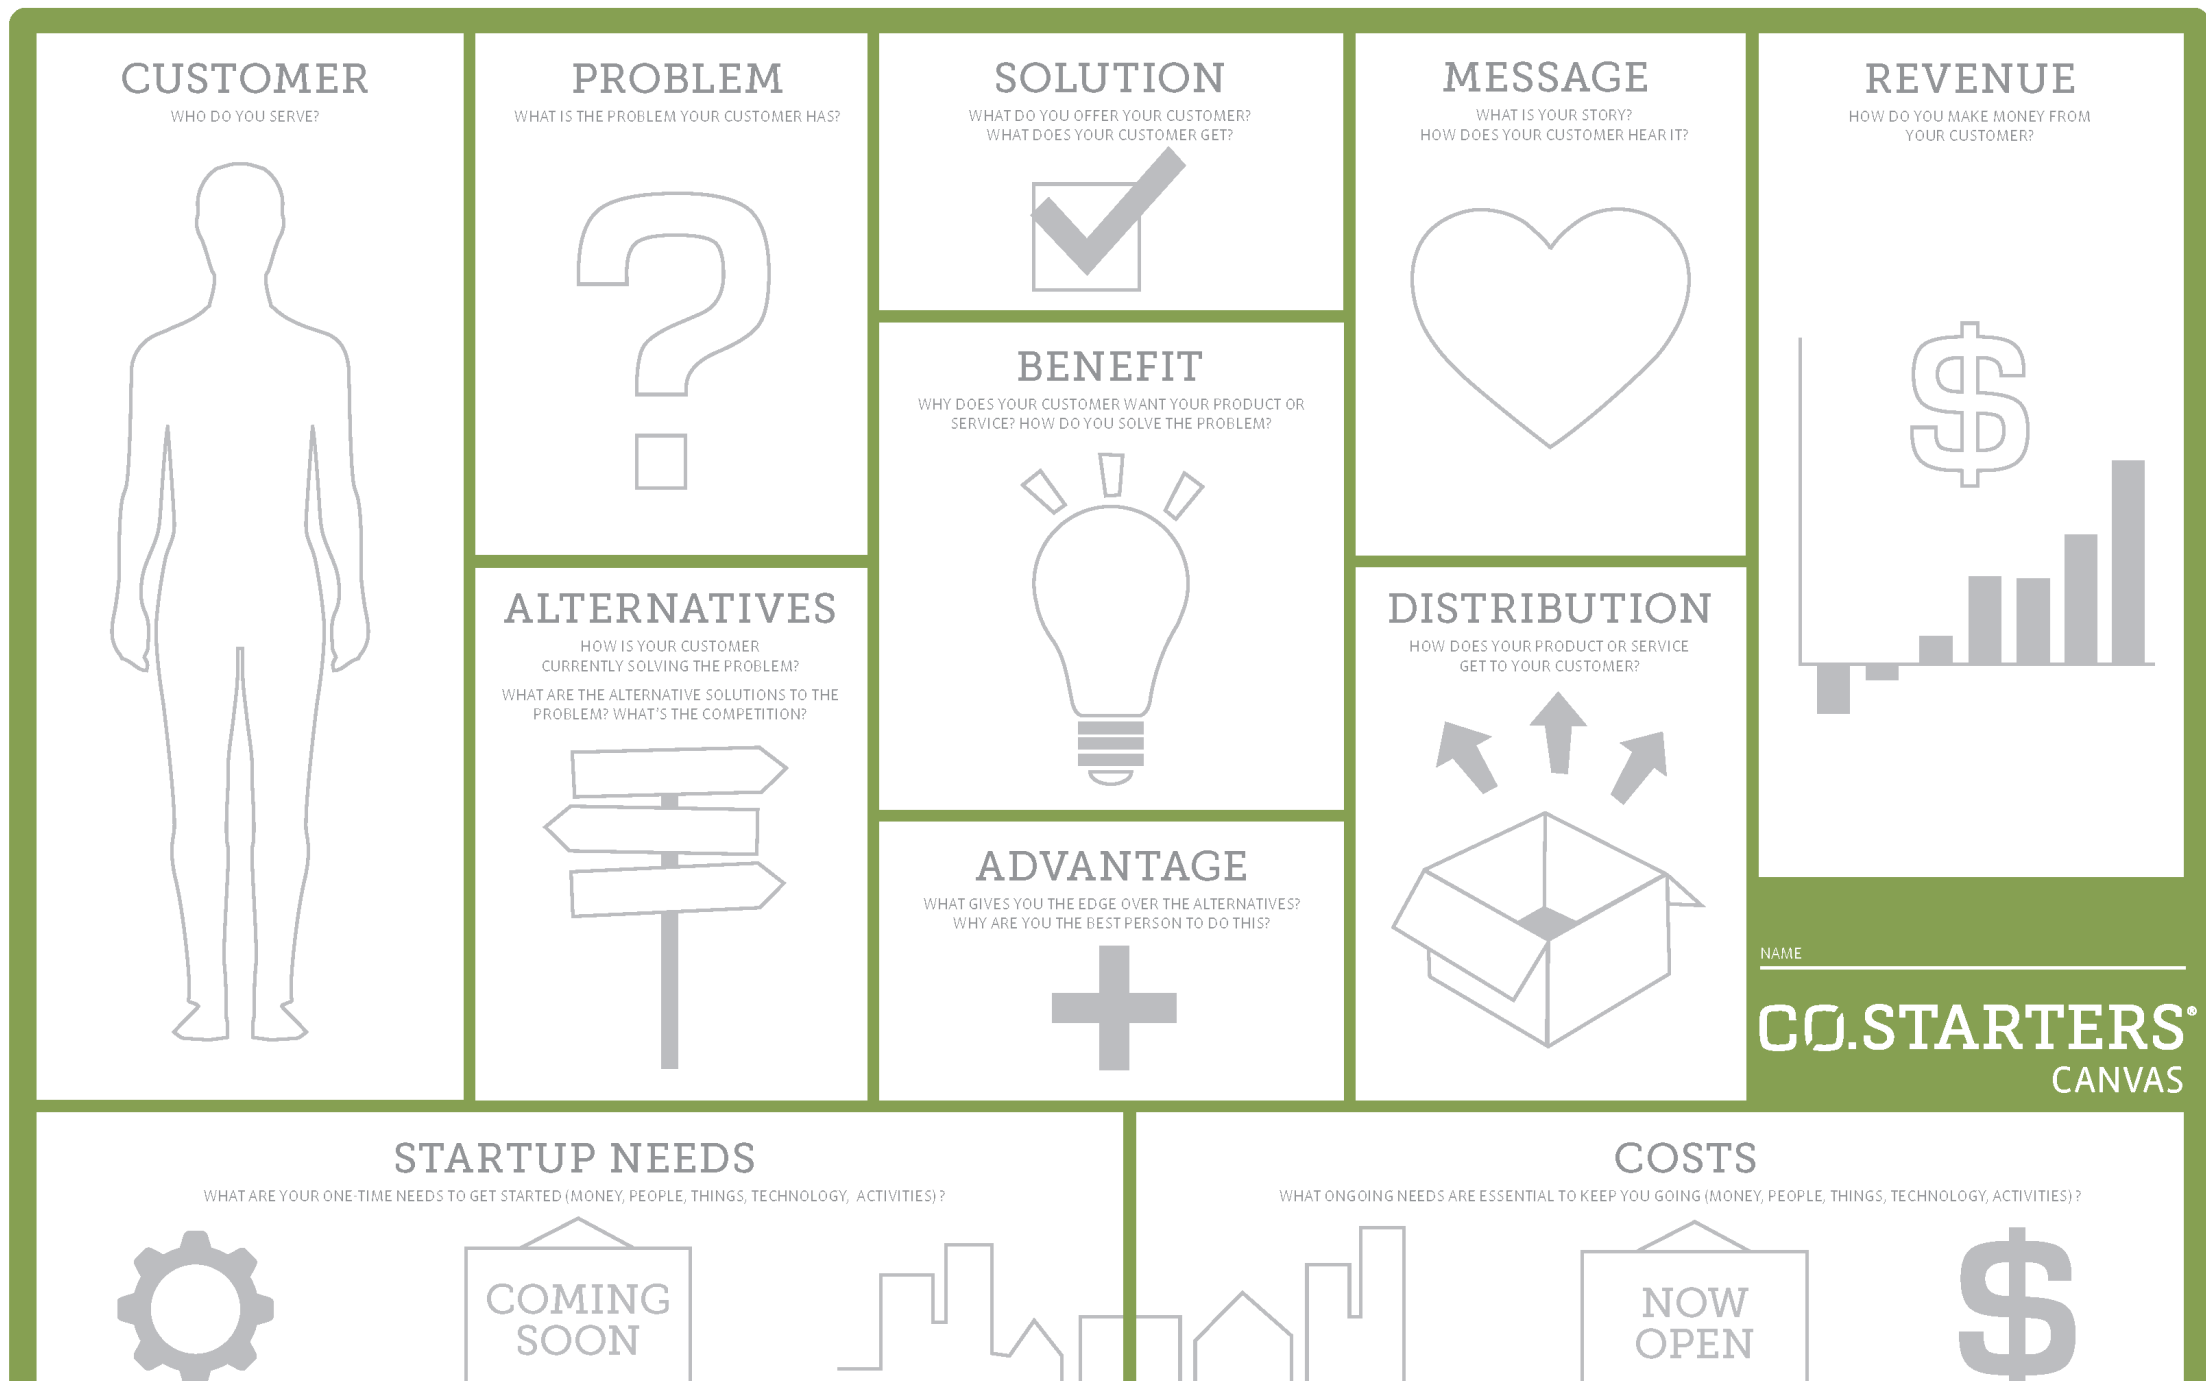 CUSTOMER
WHO DO YOU SERVE?
PROBLEM
WHAT IS THE PROBLEM YOUR CUSTOMER HAS?
ALTERNATIVES
HOW IS YOUR CUSTOMER
CURRENTLY SOLVING THE PROBLEM?
WHAT ARE THE ALTERNATIVE SOLUTIONS TO THE
PROBLEM? WHAT'S THE COMPETITION?
SOLUTION
WHAT DO YOU OFFER YOUR CUSTOMER?
WHAT DOES YOUR CUSTOMER GET?
BENEFIT
WHY DOES YOUR CUSTOMER WANT YOUR PRODUCT OR
SERVICE? HOW DO YOU SOLVE THE PROBLEM?
ADVANTAGE
WHAT GIVES YOU THE EDGE OVER THE ALTERNATIVES?
WHY ARE YOU THE BEST PERSON TO DO THIS?
MESSAGE
WHAT IS YOUR STORY?
HOW DOES YOUR CUSTOMER HEAR IT?
DISTRIBUTION
HOW DOES YOUR PRODUCT OR SERVICE
GET TO YOUR CUSTOMER?
REVENUE
HOW DO YOU MAKE MONEY FROM
YOUR CUSTOMER?
$
NAME
CO.STARTERS®
CANVAS
STARTUP NEEDS
WHAT ARE YOUR ONE-TIME NEEDS TO GET STARTED (MONEY, PEOPLE, THINGS, TECHNOLOGY, ACTIVITIES) ?
COMING
SOON
COSTS
WHAT ONGOING NEEDS ARE ESSENTIAL TO KEEP YOU GOING (MONEY, PEOPLE, THINGS, TECHNOLOGY, ACTIVITIES) ?
NOW
OPEN
$